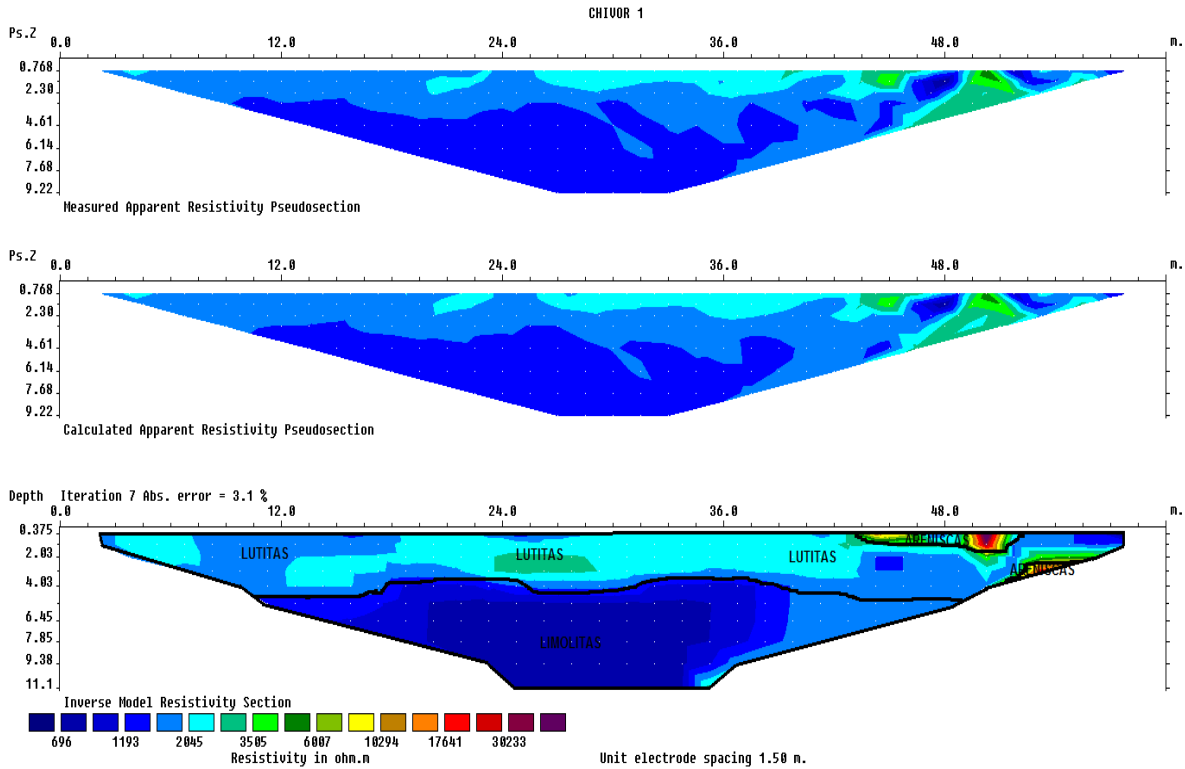 CHIVOR 1
Ps.Z
0.0 12.0 24.0 36.0 48.0 m.
0.768
2.30
4.61
6.14
7.68
9.22
Measured Apparent Resistivity Pseudosection
Ps.Z
0.0 12.0 24.0 36.0 48.0 m.
0.768
2.30
4.61
6.14
7.68
9.22
Calculated Apparent Resistivity Pseudosection
Depth Iteration 7 Abs. error = 3.1 %
0.0 12.0 24.0 36.0 48.0 m.
0.375
2.03
4.03
6.45
7.85
9.38
11.1
ARENISCAS
LUTITAS LUTITAS LUTITAS
ARENISCAS
LIMOLITAS
Inverse Model Resistivity Section
696 1193 2045 3505 6007 10294 17641 30233
Resistivity in ohm.m Unit electrode spacing 1.50 m.